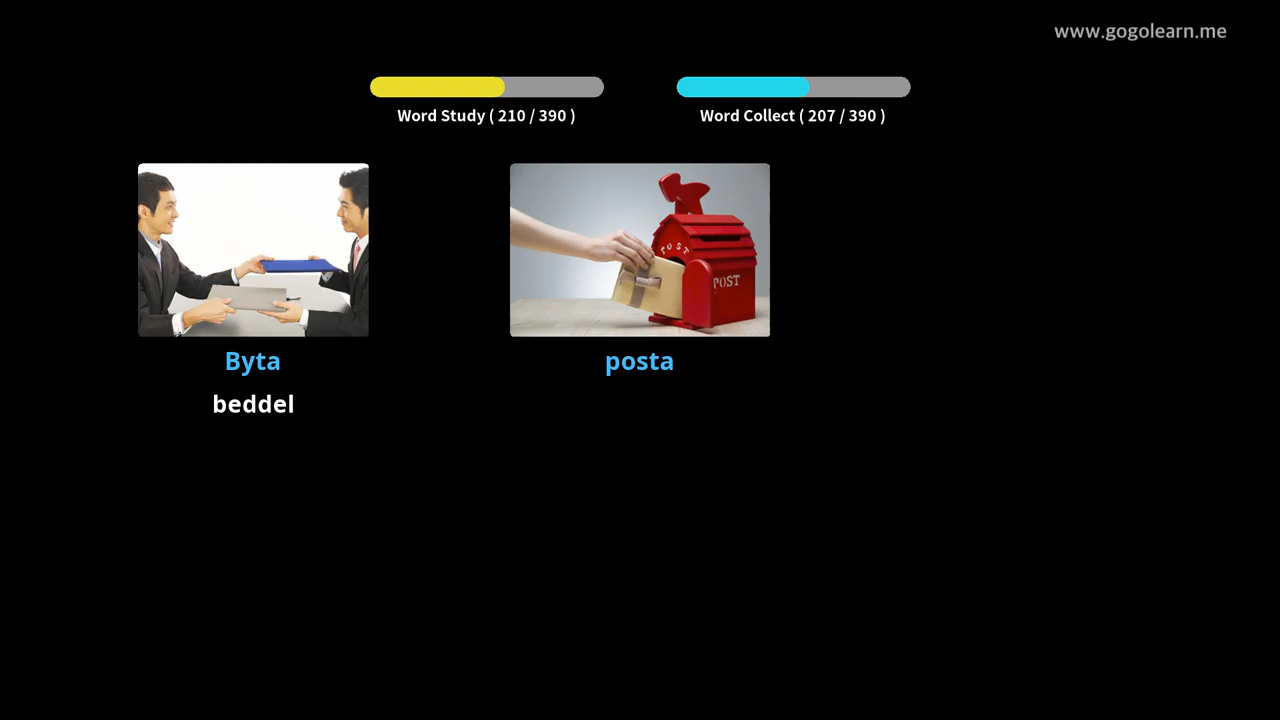 www.gogolearn.me
Word Study ( 210 / 390 )
Word Collect ( 207 / 390 )
POST
POST
Byta
posta
beddel